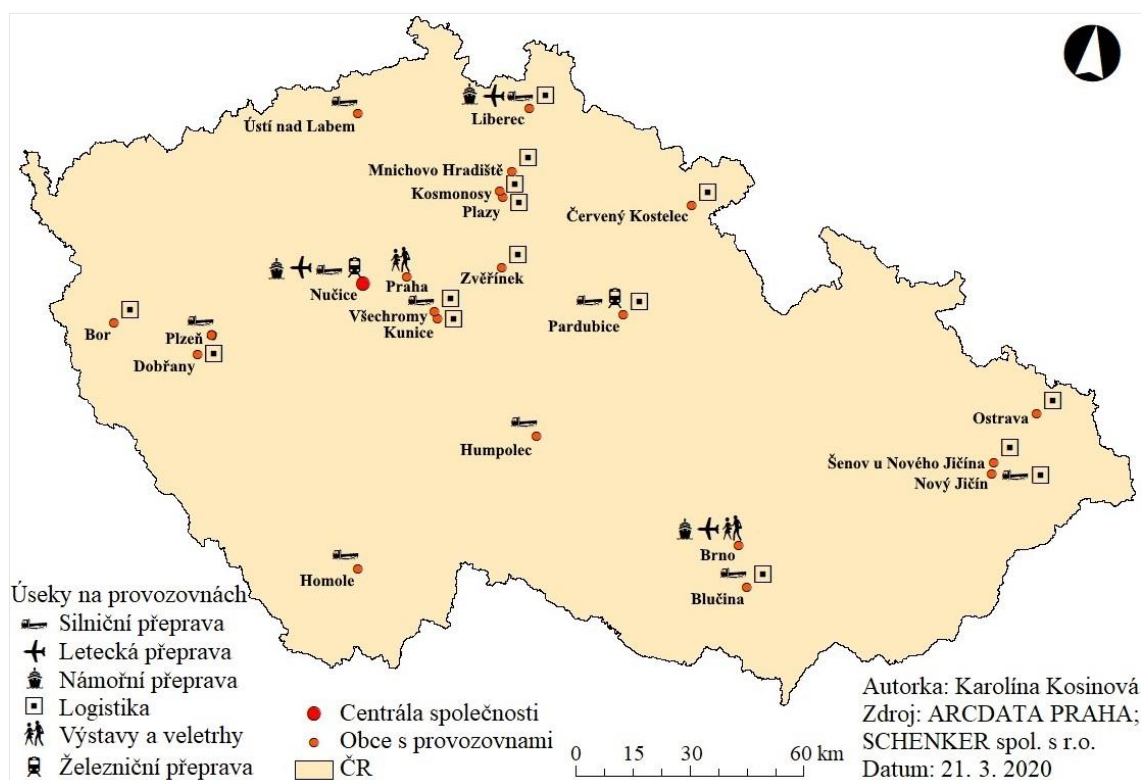 Liberec
Ústí nad Labem
Mnichovo Hradiště
Kosmonosy
Plazy
Červený Kostelec
Zvěřínek
Praha
Nučice
Všechromy
Kunice
Pardubice
Bor
Plzeň
Dobřany
Ostrava
Humpolec
Šenov u Nového Jičína
Nový Jičín
Brno
Homole
Blučina
Úseky na provozovnách
Silniční přeprava
Letecká přeprava
Námořní přeprava
Logistika
Výstavy a veletrhy
Železniční přeprava
Centrála společnosti
Obce s provozovnami
ČR
0 15 30 60 km
Autorka: Karolína Kosinová
Zdroj: ARCDATA PRAHA;
SCHENKER spol. s r.o.
Datum: 21. 3. 2020